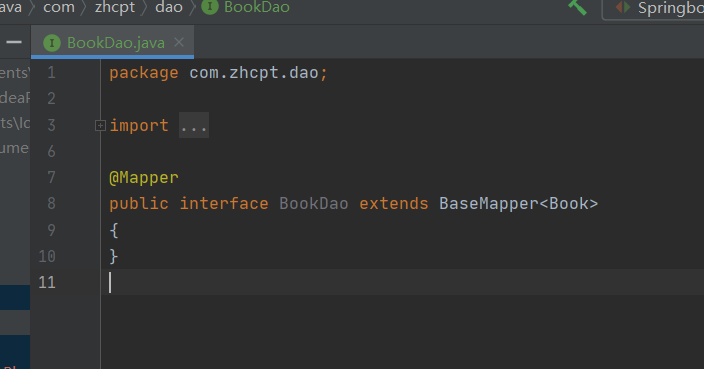 ava 〉 com 〉 zhcpt 〉 dao 〉 BookDao
Springbo
BookDao.java
1 package com.zhcpt.dao;
2
3 import ...
6
7 @Mapper
8 public interface BookDao extends BaseMapper<Book>
9 {
10 }
11
ents\
deaP
ts\lo
ume